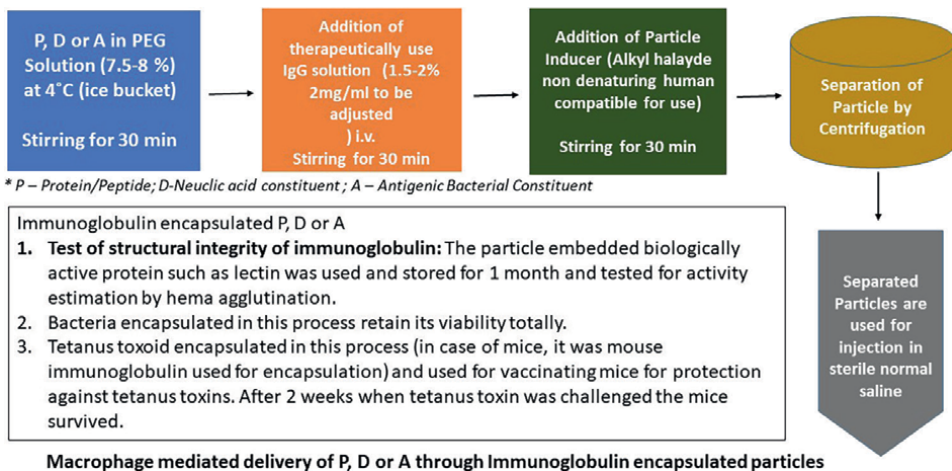 P, D or A in PEG
Solution (7.5-8 %)
at 4˚C (ice bucket)
Stirring for 30 min
Addition of
therapeutically use
IgG solution (1.5-2%
2mg/ml to be
adjusted
) i.v.
Stirring for 30 min
Addition of Particle
Inducer (Alkyl halayde
non denaturing human
compatible for use)
Stirring for 30 min
Separation of
Particle by
Centrifugation
* P – Protein/Peptide; D-Neuclic acid constituent ; A – Antigenic Bacterial Constituent
Immunoglobulin encapsulated P, D or A
1. Test of structural integrity of immunoglobulin: The particle embedded biologically
active protein such as lectin was used and stored for 1 month and tested for activity
estimation by hema agglutination.
2. Bacteria encapsulated in this process retain its viability totally.
3. Tetanus toxoid encapsulated in this process (in case of mice, it was mouse
immunoglobulin used for encapsulation) and used for vaccinating mice for protection
against tetanus toxins. After 2 weeks when tetanus toxin was challenged the mice
survived.
Separated
Particles are
used for
injection in
sterile normal
saline
Macrophage mediated delivery of P, D or A through Immunoglobulin encapsulated particles